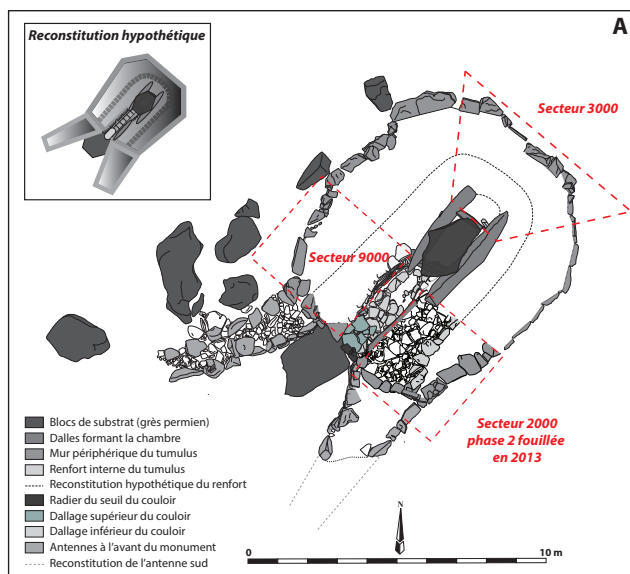 Reconstitution hypothétique
A
Secteur 3000
Secteur 9000
Secteur 2000
phase 2 fouillée
en 2013
Blocs de substrat (grès permien)
Dalles formant la chambre
Mur périphérique du tumulus
Renfort interne du tumulus
Reconstitution hypothétique du renfort
Radier du seuil du couloir
Dallage supérieur du couloir
Dallage inférieur du couloir
Antennes à l'avant du monument
Reconstitution de l'antenne sud
N
0
10 m